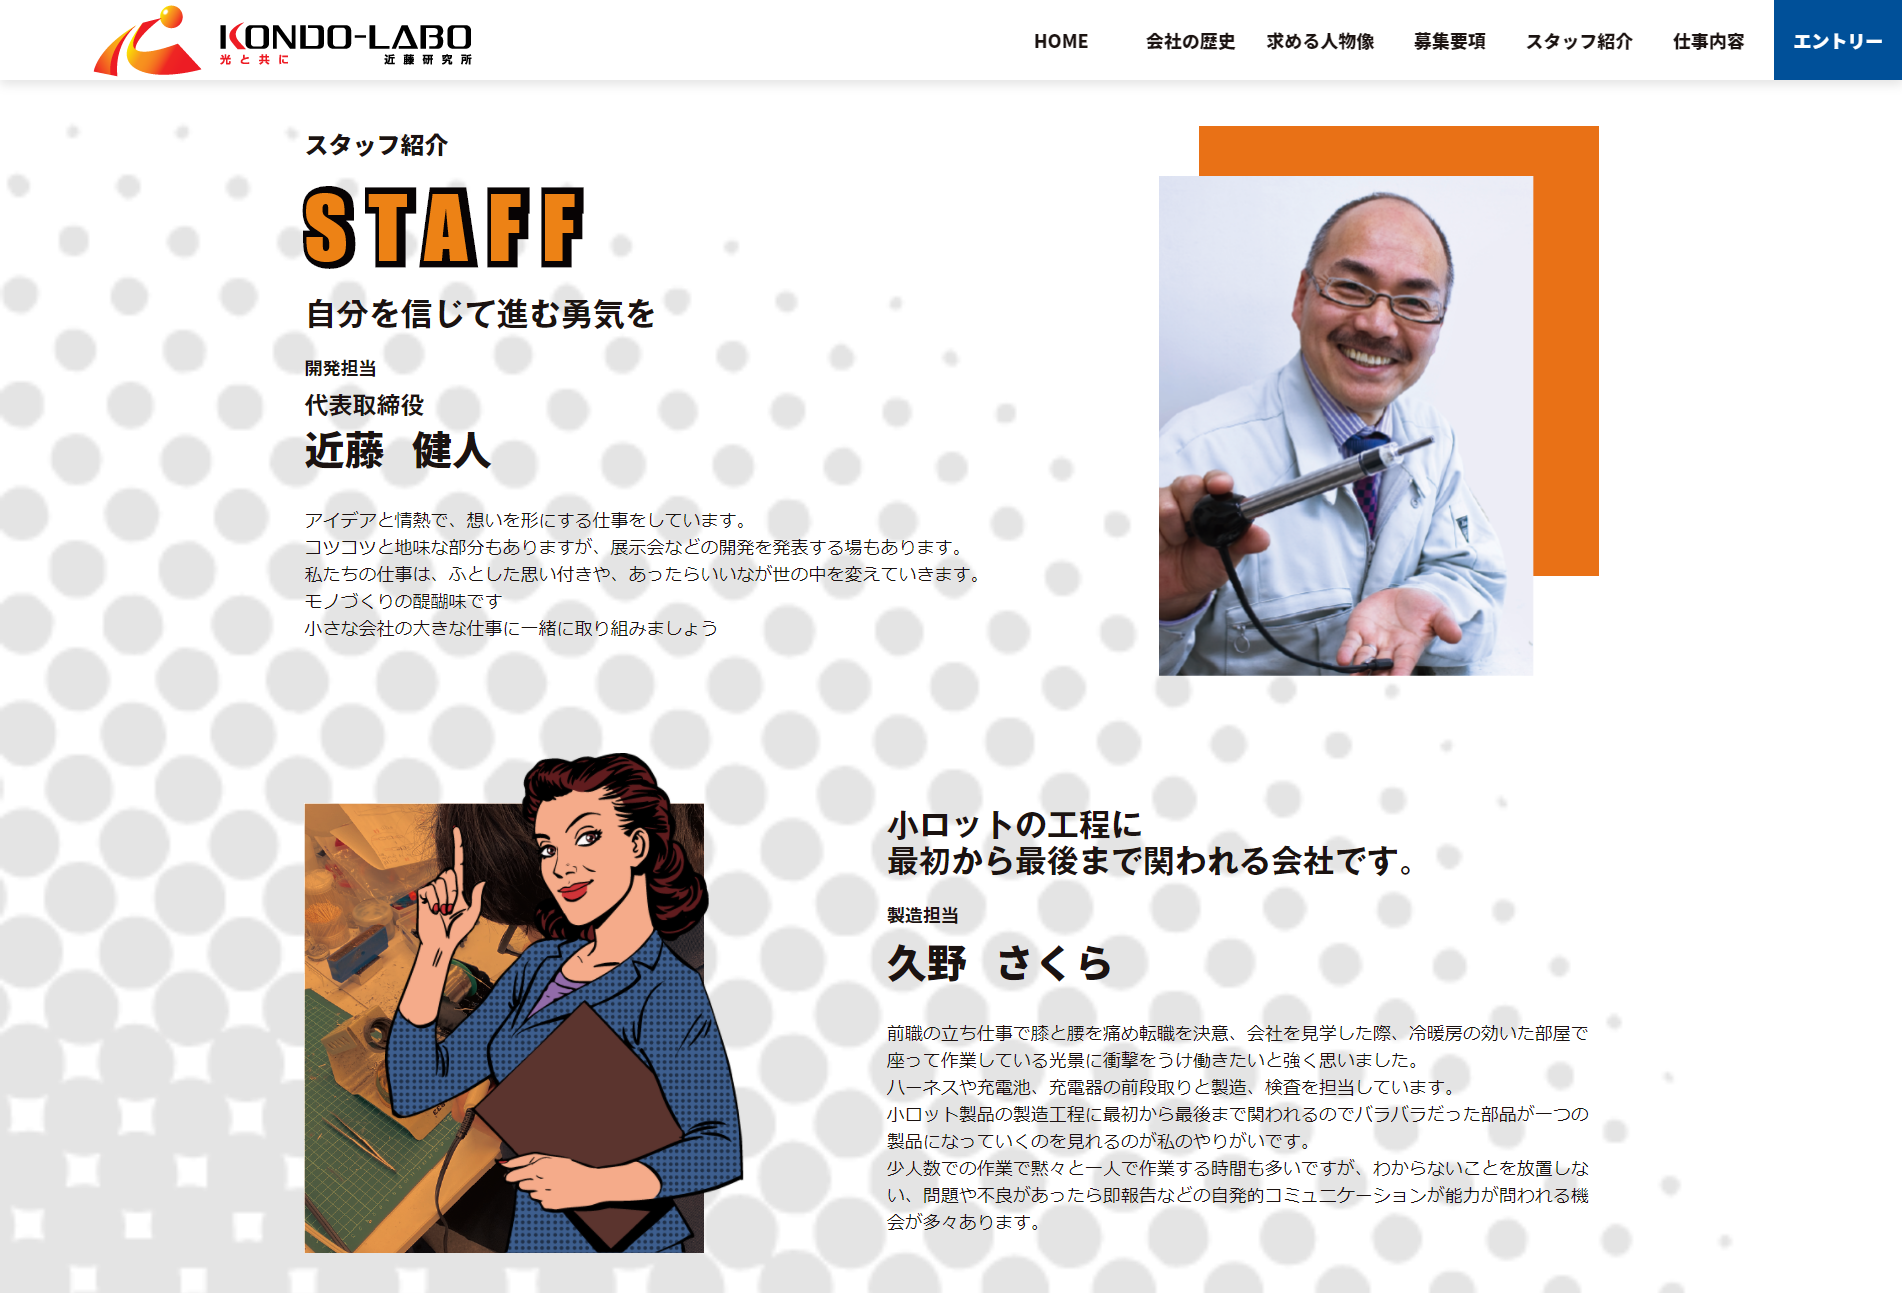 KONDO-LABO
光と共に 近藤研究所
HOME 会社の歴史 求める人物像 募集要項 スタッフ紹介 仕事内容 エントリー
スタッフ紹介
STAFF
自分を信じて進む勇気を
開発担当
代表取締役
近藤 健人
アイデアと情熱で、想いを形にする仕事をしています。
コツコツと地味な部分もありますが、展示会などの開発を発表する場もあります。
私たちの仕事は、ふとした思い付きや、あったらいいなが世の中を変えていきます。
モノづくりの醍醐味です
小さな会社の大きな仕事に一緒に取り組みましょう
小ロットの工程に
最初から最後まで関われる会社です。
製造担当
久野 さくら
前職の立ち仕事で膝と腰を痛め転職を決意、会社を見学した際、冷暖房の効いた部屋で
座って作業している光景に衝撃をうけ働きたいと強く思いました。
ハーネスや充電池、充電器の前段取りと製造、検査を担当しています。
小ロット製品の製造工程に最初から最後まで関われるのでバラバラだった部品が一つの
製品になっていくのを見れるのが私のやりがいです。
少人数での作業で黙々と一人で作業する時間も多いですが、わからないことを放置しな
い、問題や不良があったら即報告などの自発的コミュニケーションが能力が問われる機
会が多々あります。